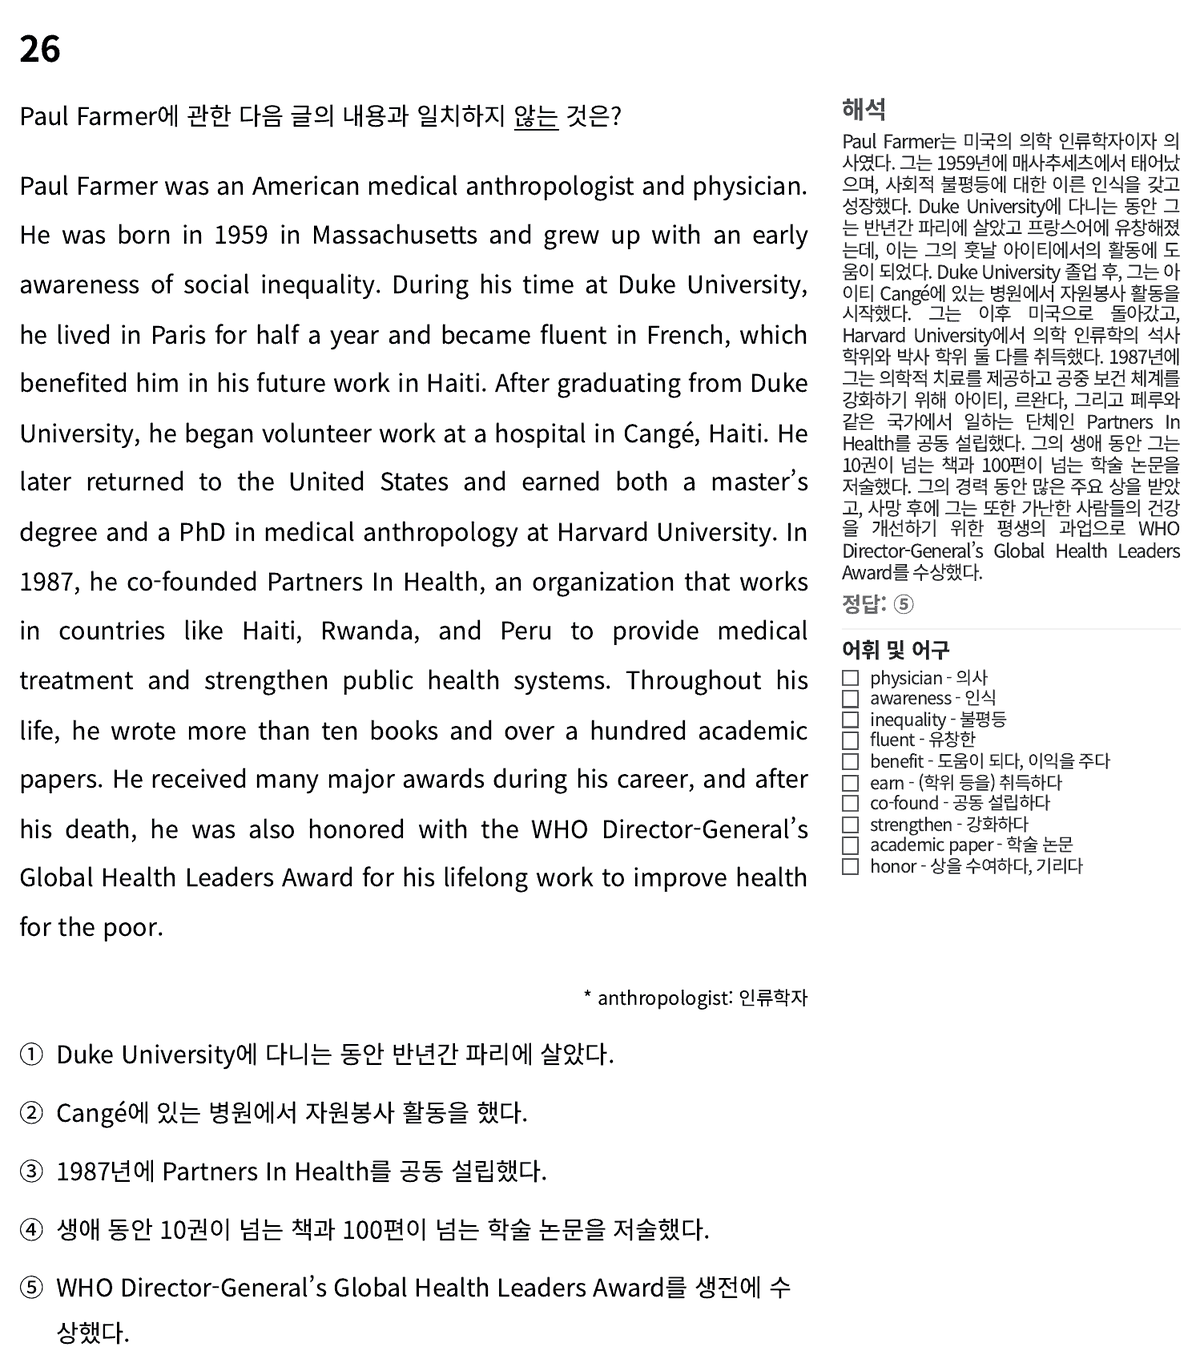 26
Paul Farmer에 관한 다음 글의 내용과 일치하지 않는 것은?
Paul Farmer was an American medical anthropologist and physician.
He was born in 1959 in Massachusetts and grew up with an early
awareness of social inequality. During his time at Duke University,
he lived in Paris for half a year and became fluent in French, which
benefited him in his future work in Haiti. After graduating from Duke
University, he began volunteer work at a hospital in Cangé, Haiti. He
later returned to the United States and earned both a master’s
degree and a PhD in medical anthropology at Harvard University. In
1987, he co-founded Partners In Health, an organization that works
in countries like Haiti, Rwanda, and Peru to provide medical
treatment and strengthen public health systems. Throughout his
life, he wrote more than ten books and over a hundred academic
papers. He received many major awards during his career, and after
his death, he was also honored with the WHO Director-General’s
Global Health Leaders Award for his lifelong work to improve health
for the poor.
* anthropologist: 인류학자
① Duke University에 다니는 동안 반년간 파리에 살았다.
② Cangé에 있는 병원에서 자원봉사 활동을 했다.
③ 1987년에 Partners In Health를 공동 설립했다.
④ 생애 동안 10권이 넘는 책과 100편이 넘는 학술 논문을 저술했다.
⑤ WHO Director-General’s Global Health Leaders Award를 생전에 수
상했다.
해석
Paul Farmer는 미국의 의학 인류학자이자 의
사였다. 그는 1959년에 매사추세츠에서 태어났
으며, 사회적 불평등에 대한 이른 인식을 갖고
성장했다. Duke University에 다니는 동안 그
는 반년간 파리에 살았고 프랑스어에 유창해졌
는데, 이는 그의 훗날 아이티에서의 활동에 도
움이 되었다. Duke University 졸업 후, 그는 아
이티 Cangé에 있는 병원에서 자원봉사 활동을
시작했다. 그는 이후 미국으로 돌아갔고,
Harvard University에서 의학 인류학의 석사
학위와 박사 학위 둘 다를 취득했다. 1987년에
그는 의학적 치료를 제공하고 공중 보건 체계를
강화하기 위해 아이티, 르완다, 그리고 페루와
같은 국가에서 일하는 단체인 Partners In
Health를 공동 설립했다. 그의 생애 동안 그는
10권이 넘는 책과 100편이 넘는 학술 논문을
저술했다. 그의 경력 동안 많은 주요 상을 받았
고, 사망 후에 그는 또한 가난한 사람들의 건강
을 개선하기 위한 평생의 과업으로 WHO
Director-General’s Global Health Leaders
Award를 수상했다.
정답: ⑤
어휘 및 어구
physician - 의사
awareness - 인식
inequality - 불평등
fluent - 유창한
benefit - 도움이 되다, 이익을 주다
earn - (학위 등을) 취득하다
co-found - 공동 설립하다
strengthen - 강화하다
academic paper - 학술 논문
honor - 상을 수여하다, 기리다